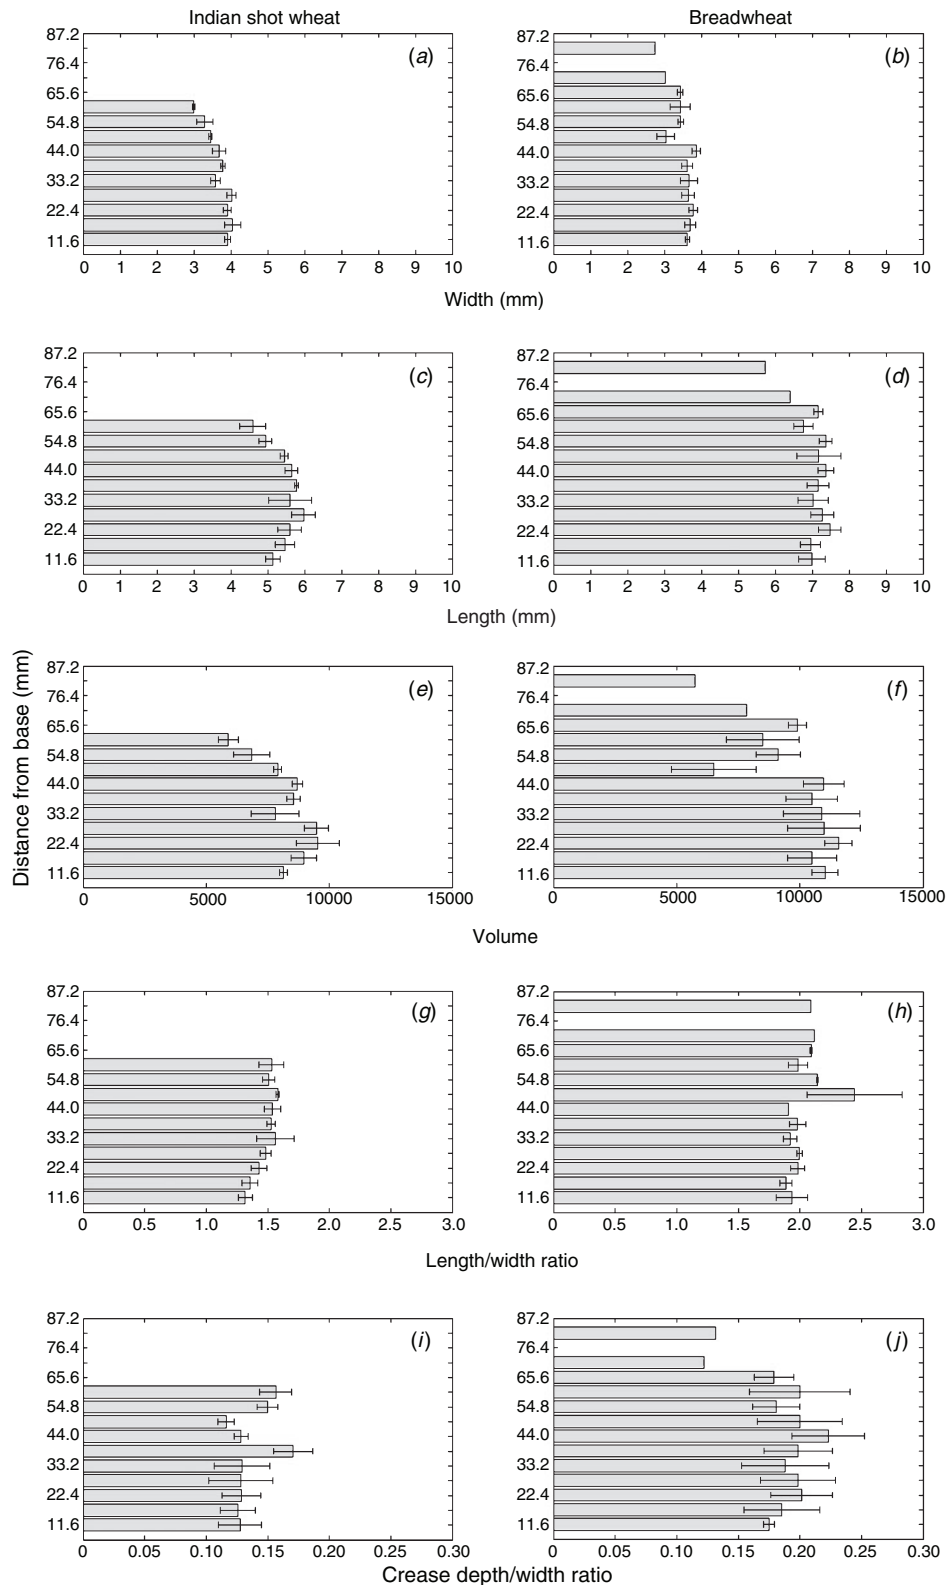 Indian shot wheat
Breadwheat
(a)
87.2
76.4
65.6
54.8
44.0
33.2
22.4
11.6
0 1 2 3 4 5 6 7 8 9 10
(b)
87.2
76.4
65.6
54.8
44.0
33.2
22.4
11.6
0 1 2 3 4 5 6 7 8 9 10
Width (mm)
(c)
87.2
76.4
65.6
54.8
44.0
33.2
22.4
11.6
0 1 2 3 4 5 6 7 8 9 10
(d)
87.2
76.4
65.6
54.8
44.0
33.2
22.4
11.6
0 1 2 3 4 5 6 7 8 9 10
Length (mm)
Distance from base (mm)
(e)
87.2
76.4
65.6
54.8
44.0
33.2
22.4
11.6
0 5000 10000 15000
(f)
87.2
76.4
65.6
54.8
44.0
33.2
22.4
11.6
0 5000 10000 15000
Volume
(g)
87.2
76.4
65.6
54.8
44.0
33.2
22.4
11.6
0 0.5 1.0 1.5 2.0 2.5 3.0
(h)
87.2
76.4
65.6
54.8
44.0
33.2
22.4
11.6
0 0.5 1.0 1.5 2.0 2.5 3.0
Length/width ratio
(i)
87.2
76.4
65.6
54.8
44.0
33.2
22.4
11.6
0 0.05 0.10 0.15 0.20 0.25 0.30
(j)
87.2
76.4
65.6
54.8
44.0
33.2
22.4
11.6
0 0.05 0.10 0.15 0.20 0.25 0.30
Crease depth/width ratio